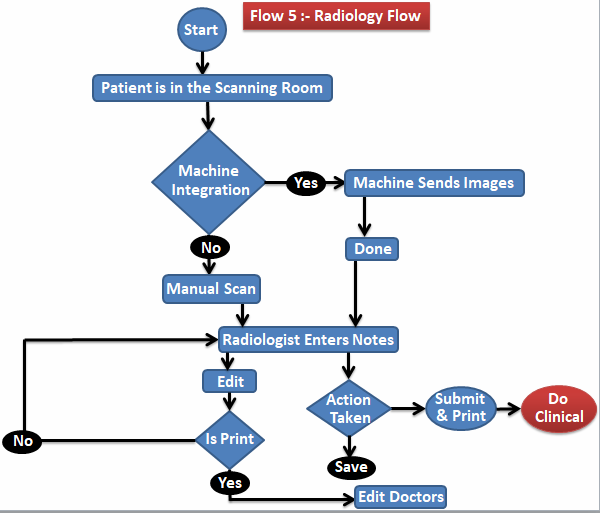 Flow 5 :- Radiology Flow
Start
Patient is in the Scanning Room
Machine
Integration
Yes
Machine Sends Images
No
Done
Manual Scan
Radiologist Enters Notes
Edit
Action
Taken
Submit
& Print
Do
Clinical
No
Is Print
Save
Yes
Edit Doctors